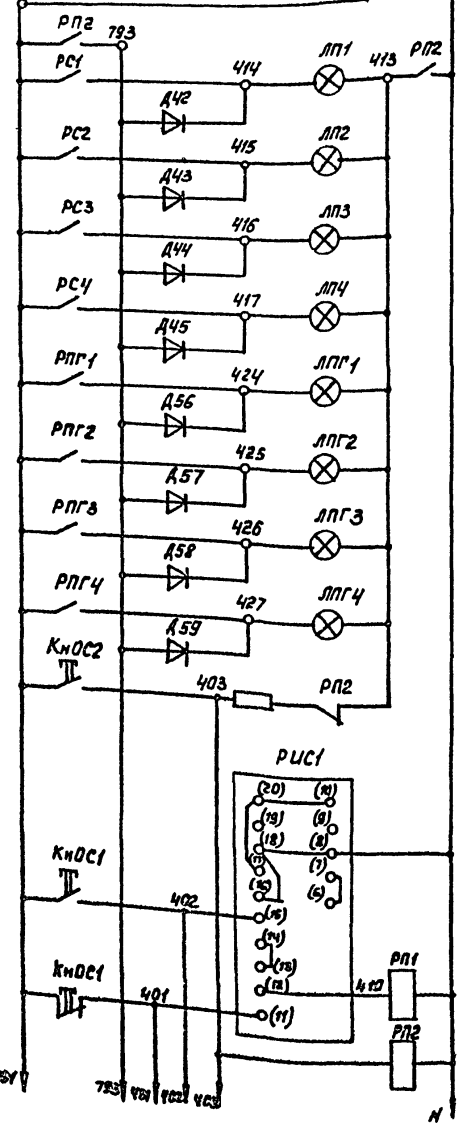 РП2 793
РС1 414 ЛП1 413 РП2
Д42
РС2 415 ЛП2
Д43
РС3 416 ЛП3
Д44
РС4 417 ЛП4
Д45
РПГ1 424 ЛПГ1
Д56
РПГ2 425 ЛПГ2
Д57
РПГ3 426 ЛПГ3
Д58
РПГ4 427 ЛПГ4
Д59
КнОС2 403 РП2
РИС1
(20) (10)
(19) (9)
(18) (8)
(17) (7)
(16) (6)
КнОС1 402 (15)
(14)
(13)
КнОС1 401 (12) 410 РП1
(11)
РП2
793 401 402 403 N